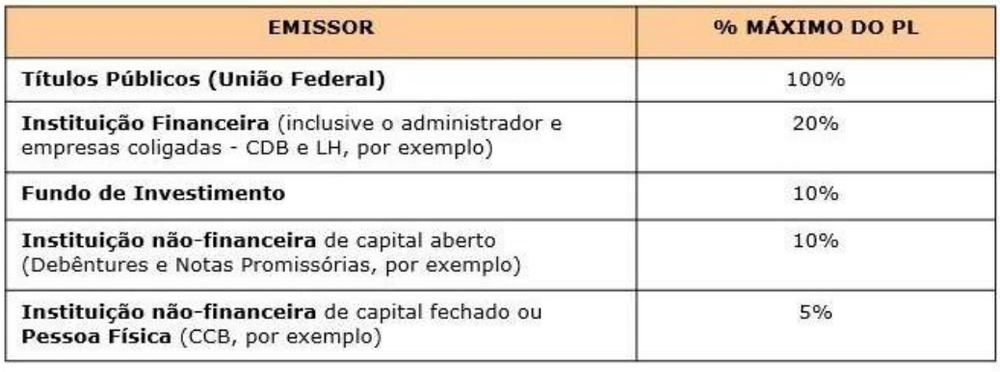 EMISSOR % MÁXIMO DO PL
Títulos Públicos (União Federal) 100%
Instituição Financeira (inclusive o administrador e 20%
empresas coligadas - CDB e LH, por exemplo)
Fundo de Investimento 10%
Instituição não-financeira de capital aberto 10%
(Debêntures e Notas Promissórias, por exemplo)
Instituição não-financeira de capital fechado ou 5%
Pessoa Física (CCB, por exemplo)